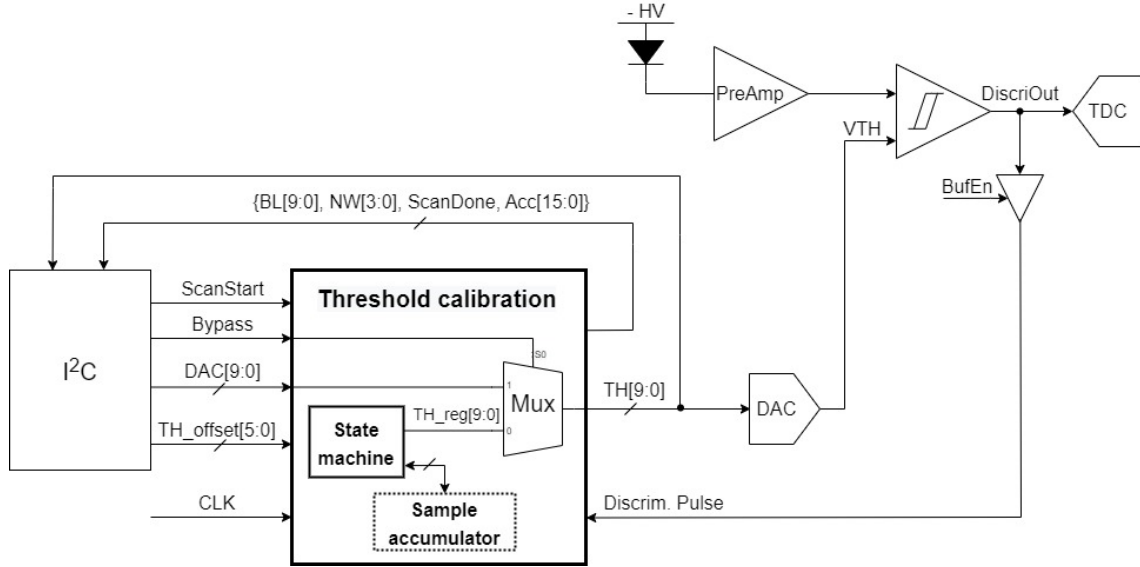 - HV
PreAmp
DiscriOut
TDC
VTH
BufEn
{BL[9:0], NW[3:0], ScanDone, Acc[15:0]}
I2C
ScanStart
Bypass
DAC[9:0]
TH_offset[5:0]
CLK
Threshold calibration
S0
1
Mux
0
TH_reg[9:0]
State
machine
Sample
accumulator
TH[9:0]
DAC
Discrim. Pulse